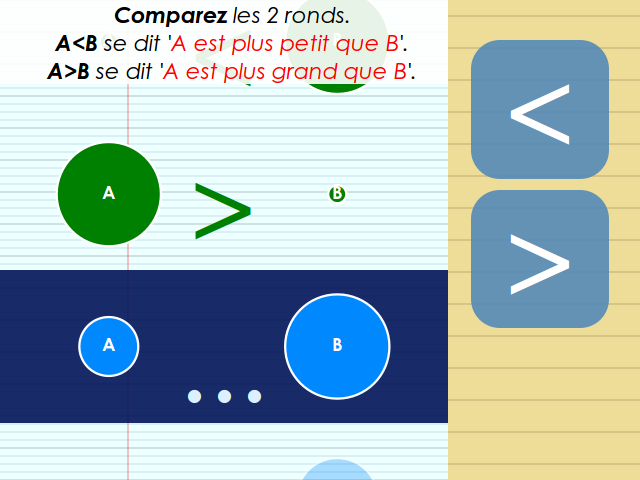 Comparez les 2 ronds.
A<B se dit 'A est plus petit que B'.
A>B se dit 'A est plus grand que B'.
A > B
A ... B
<
>